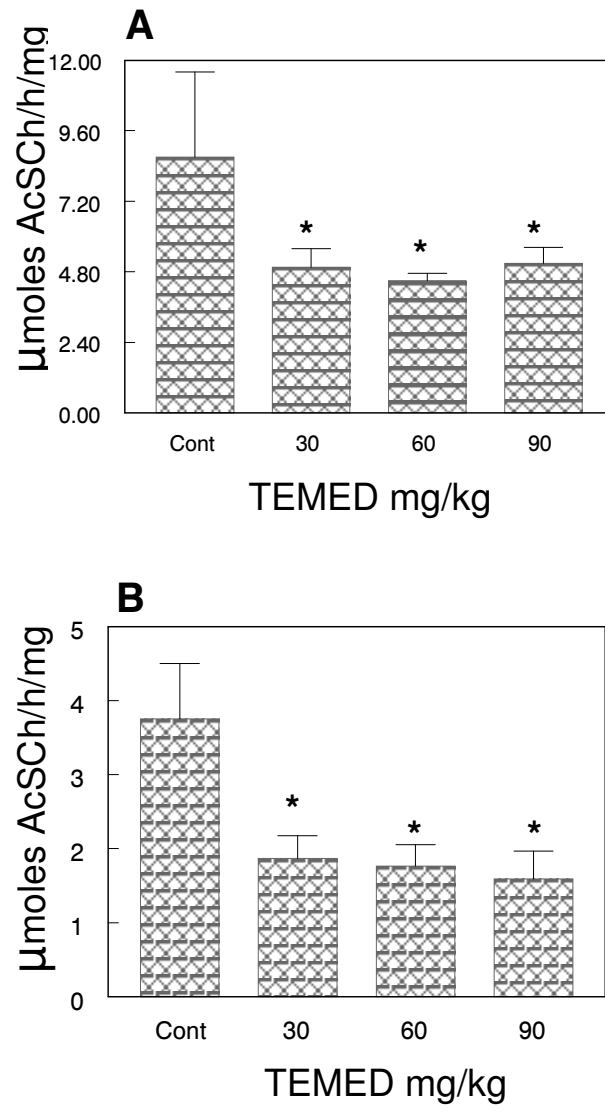 A
µmoles AcSCh/h/mg
12.00
9.60
7.20
4.80
2.40
0.00
* * *
Cont 30 60 90
TEMED mg/kg
B
µmoles AcSCh/h/mg
5
4
3
2
1
0
* * *
Cont 30 60 90
TEMED mg/kg